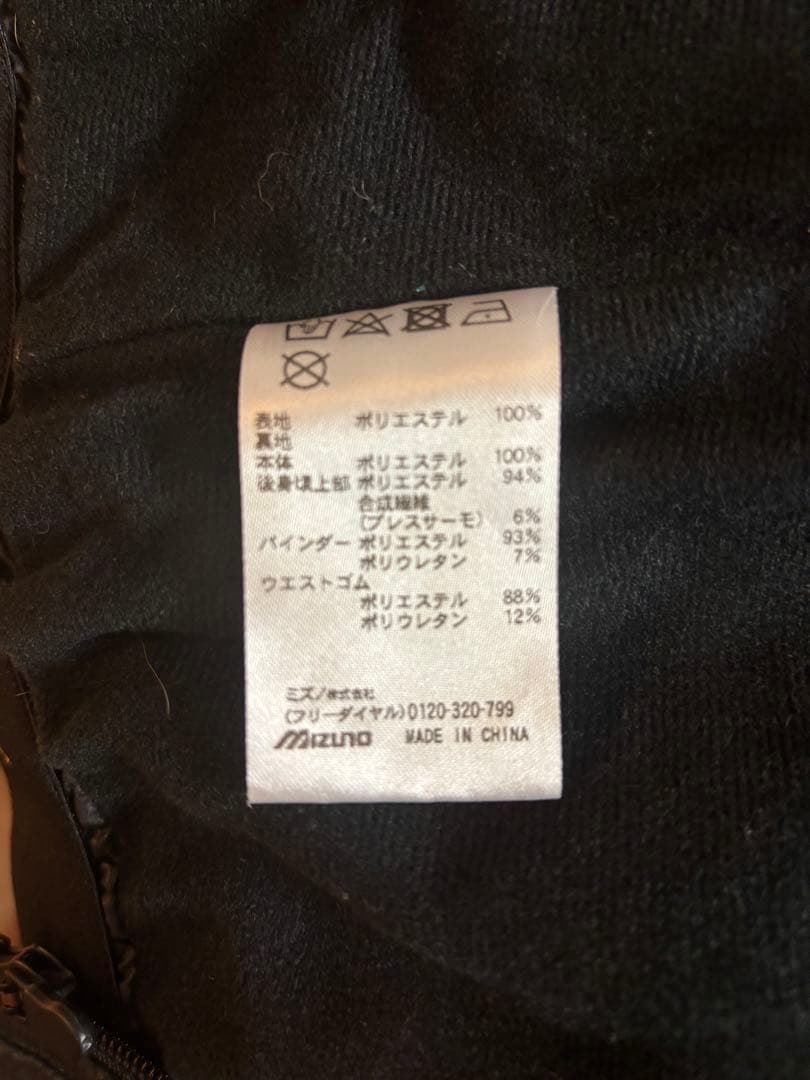 表地 ポリエステル 100%
裏地
本体 ポリエステル 100%
後身頃上部 ポリエステル 94%
合成繊維
(ブレスサーモ) 6%
バインダー ポリエステル 93%
ポリウレタン 7%
ウエストゴム
ポリエステル 88%
ポリウレタン 12%
ミズノ株式会社
(フリーダイヤル)0120-320-799
MIZUNO MADE IN CHINA